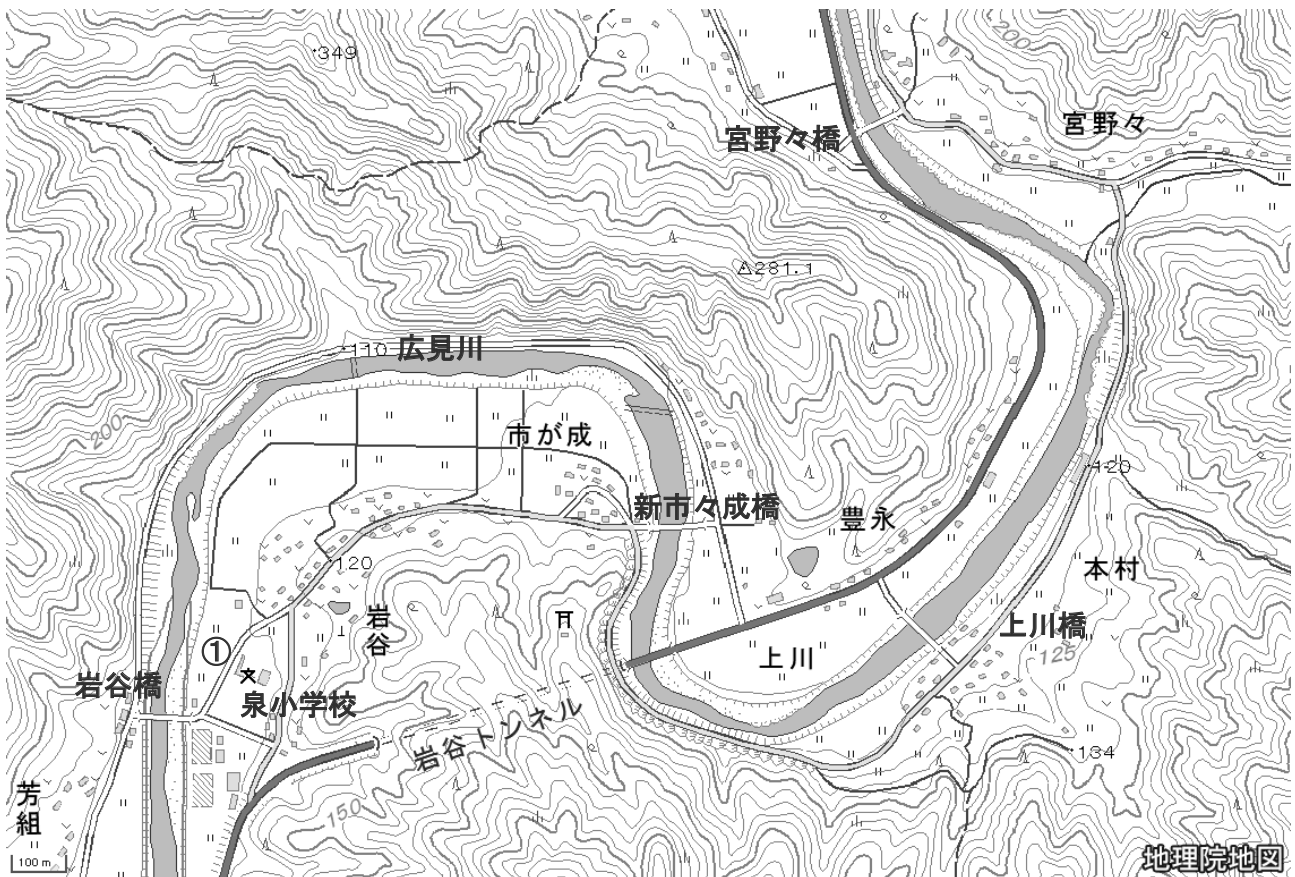 349
200
宮野々
宮野々橋
281.1
110
広見川
200
市が成
120
新市々成橋
豊永
本村
120
岩谷
上川橋
①
上川
125
岩谷橋
泉小学校
岩谷トンネル
134
芳組
150
100 m
地理院地図